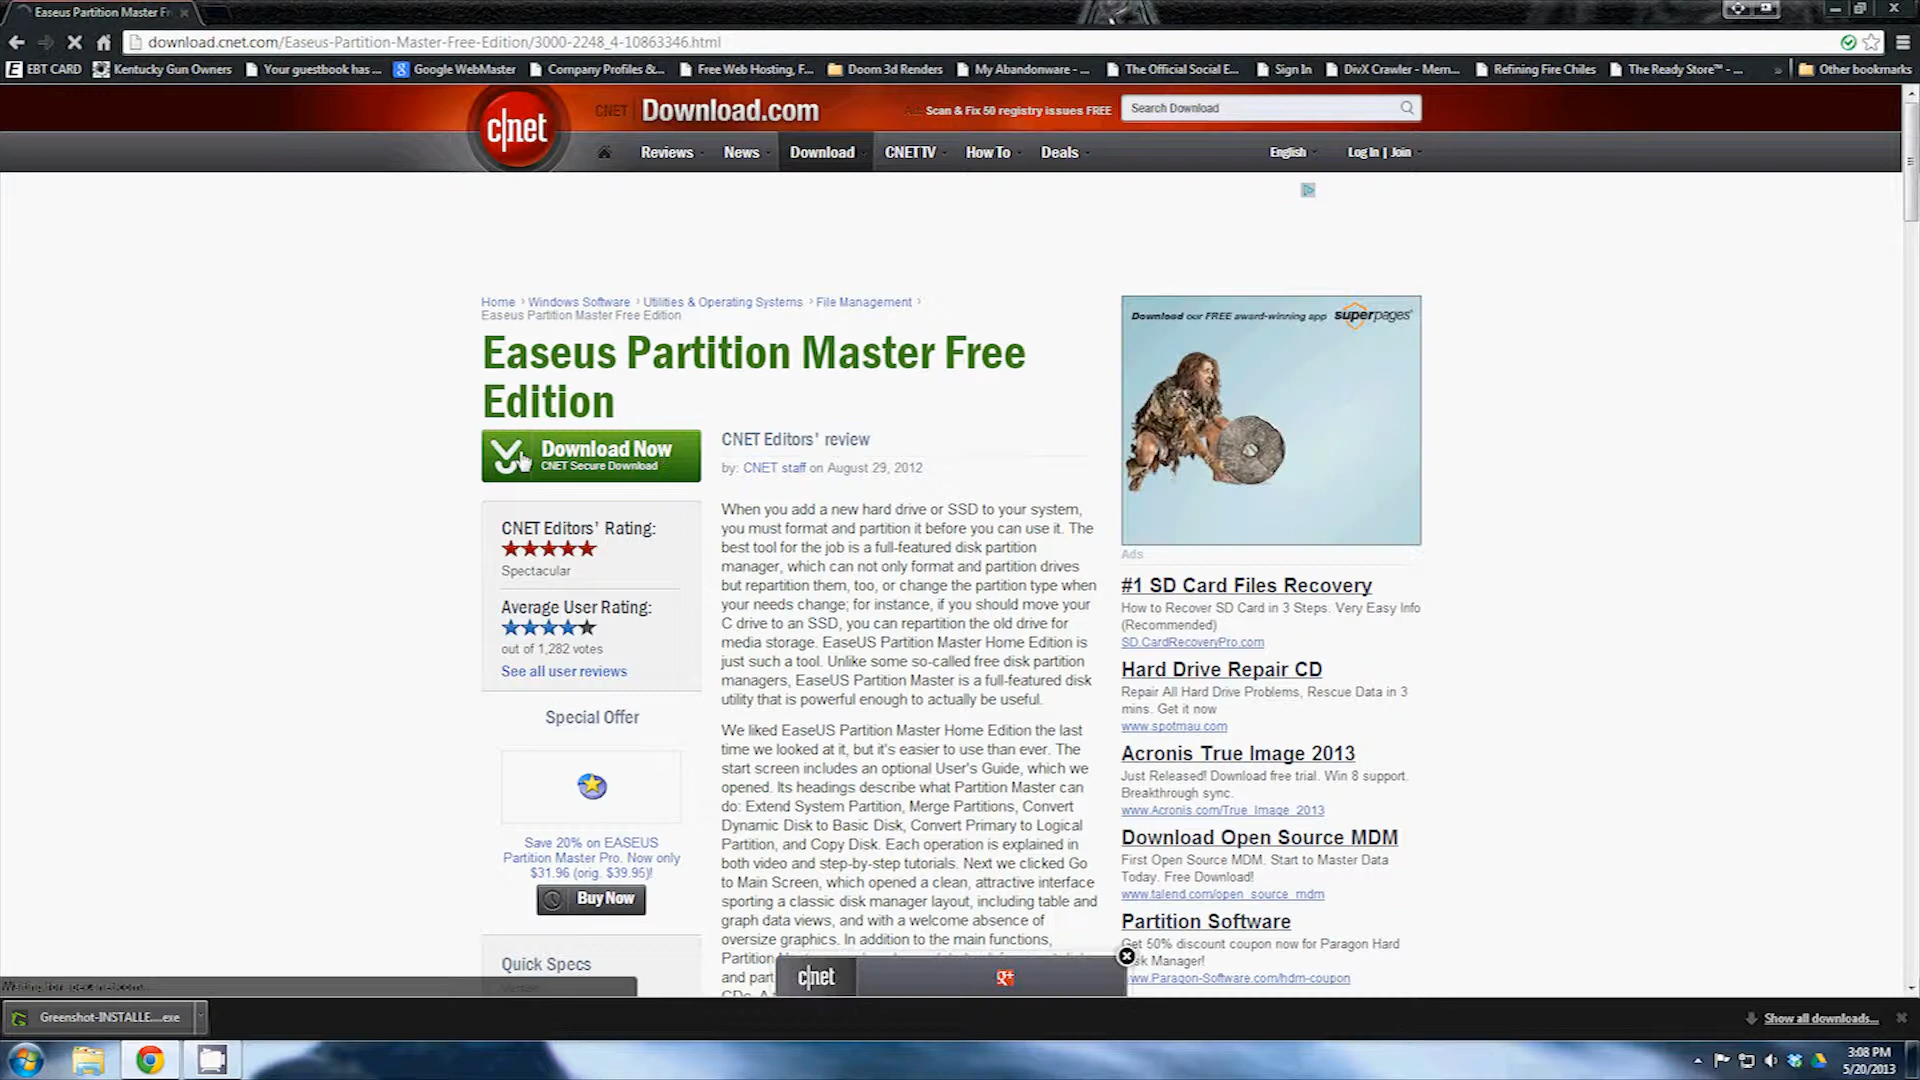 Easeus Partition Master Fr
download.cnet.com/Easeus-Partition-Master-Free-Edition/3000-2248_4-10863346.html
EBT CARD
Kentucky Gun Owners
Your guestbook has ...
Google WebMaster
Company Profiles &...
Free Web Hosting, F...
Doom 3d Renders
My Abandonware - ...
The Official Social E...
Sign In
DivX Crawler - Mem...
Refining Fire Chiles
The Ready Store™ - ...
»
Other bookmarks
c|net
CNET
Download.com
Ad: Scan & Fix 50 registry issues FREE
Search Download
Reviews
News
Download
CNET TV
How To
Deals
English
Log In | Join
Home › Windows Software › Utilities & Operating Systems › File Management ›
Easeus Partition Master Free Edition
Easeus Partition Master Free
Edition
Download Now
CNET Secure Download
CNET Editors' review
by: CNET staff on August 29, 2012
CNET Editors' Rating:
Spectacular
Average User Rating:
out of 1,282 votes
See all user reviews
Special Offer
Save 20% on EASEUS
Partition Master Pro. Now only
$31.96 (orig. $39.95)!
Buy Now
Quick Specs
When you add a new hard drive or SSD to your system,
you must format and partition it before you can use it. The
best tool for the job is a full-featured disk partition
manager, which can not only format and partition drives
but repartition them, too, or change the partition type when
your needs change; for instance, if you should move your
C drive to an SSD, you can repartition the old drive for
media storage. EaseUS Partition Master Home Edition is
just such a tool. Unlike some so-called free disk partition
managers, EaseUS Partition Master is a full-featured disk
utility that is powerful enough to actually be useful.
We liked EaseUS Partition Master Home Edition the last
time we looked at it, but it's easier to use than ever. The
start screen includes an optional User's Guide, which we
opened. Its headings describe what Partition Master can
do: Extend System Partition, Merge Partitions, Convert
Dynamic Disk to Basic Disk, Convert Primary to Logical
Partition, and Copy Disk. Each operation is explained in
both video and step-by-step tutorials. Next we clicked Go
to Main Screen, which opened a clean, attractive interface
sporting a classic disk manager layout, including table and
graph data views, and with a welcome absence of
oversize graphics. In addition to the main functions,
Partition
and part
Download our FREE award-winning app superpages
Ads
#1 SD Card Files Recovery
How to Recover SD Card in 3 Steps. Very Easy Info
(Recommended)
SD.CardRecoveryPro.com
Hard Drive Repair CD
Repair All Hard Drive Problems, Rescue Data in 3
mins. Get it now
www.spotmau.com
Acronis True Image 2013
Just Released! Download free trial. Win 8 support.
Breakthrough sync.
www.Acronis.com/True_Image_2013
Download Open Source MDM
First Open Source MDM. Start to Master Data
Today. Free Download!
www.talend.com/open_source_mdm
Partition Software
Get 50% discount coupon now for Paragon Hard
sk Manager!
w.Paragon-Software.com/hdm-coupon
c|net
g+
Greenshot-INSTALLE....exe
Show all downloads...
3:08 PM
5/20/2013